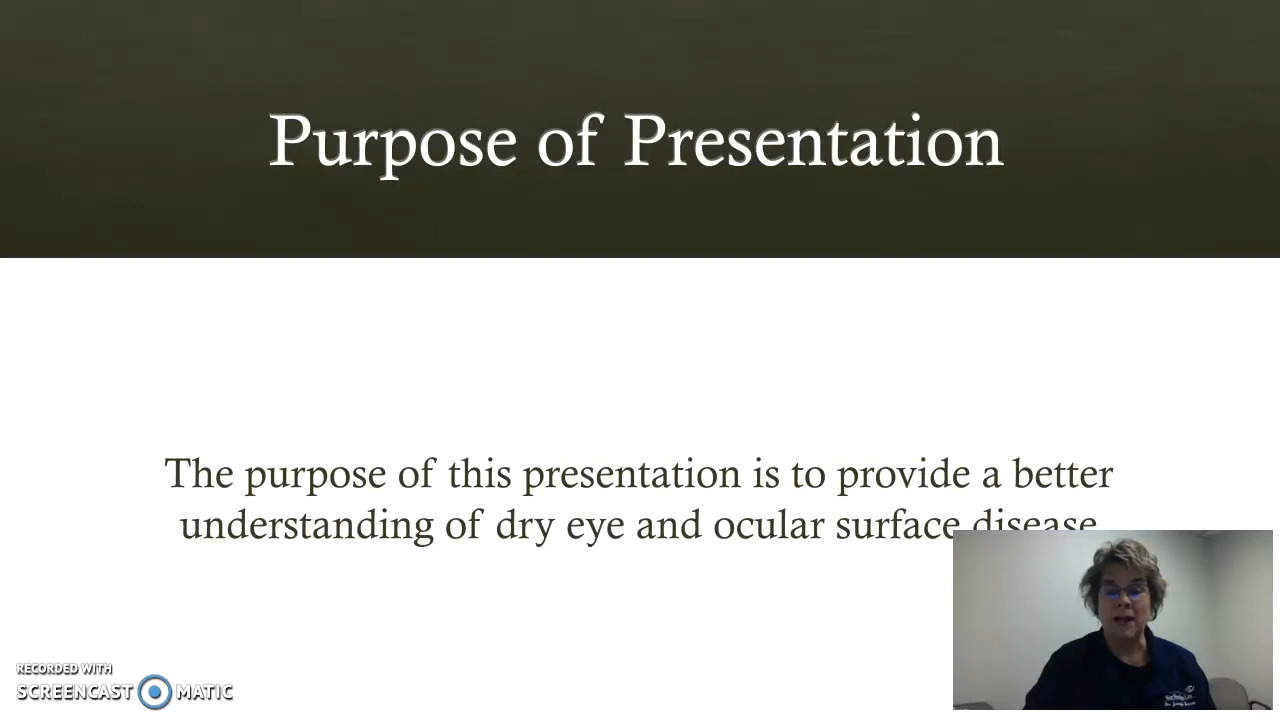 Purpose of Presentation
The purpose of this presentation is to provide a better
understanding of dry eye and ocular surface disease
RECORDED WITH
SCREENCAST MATIC